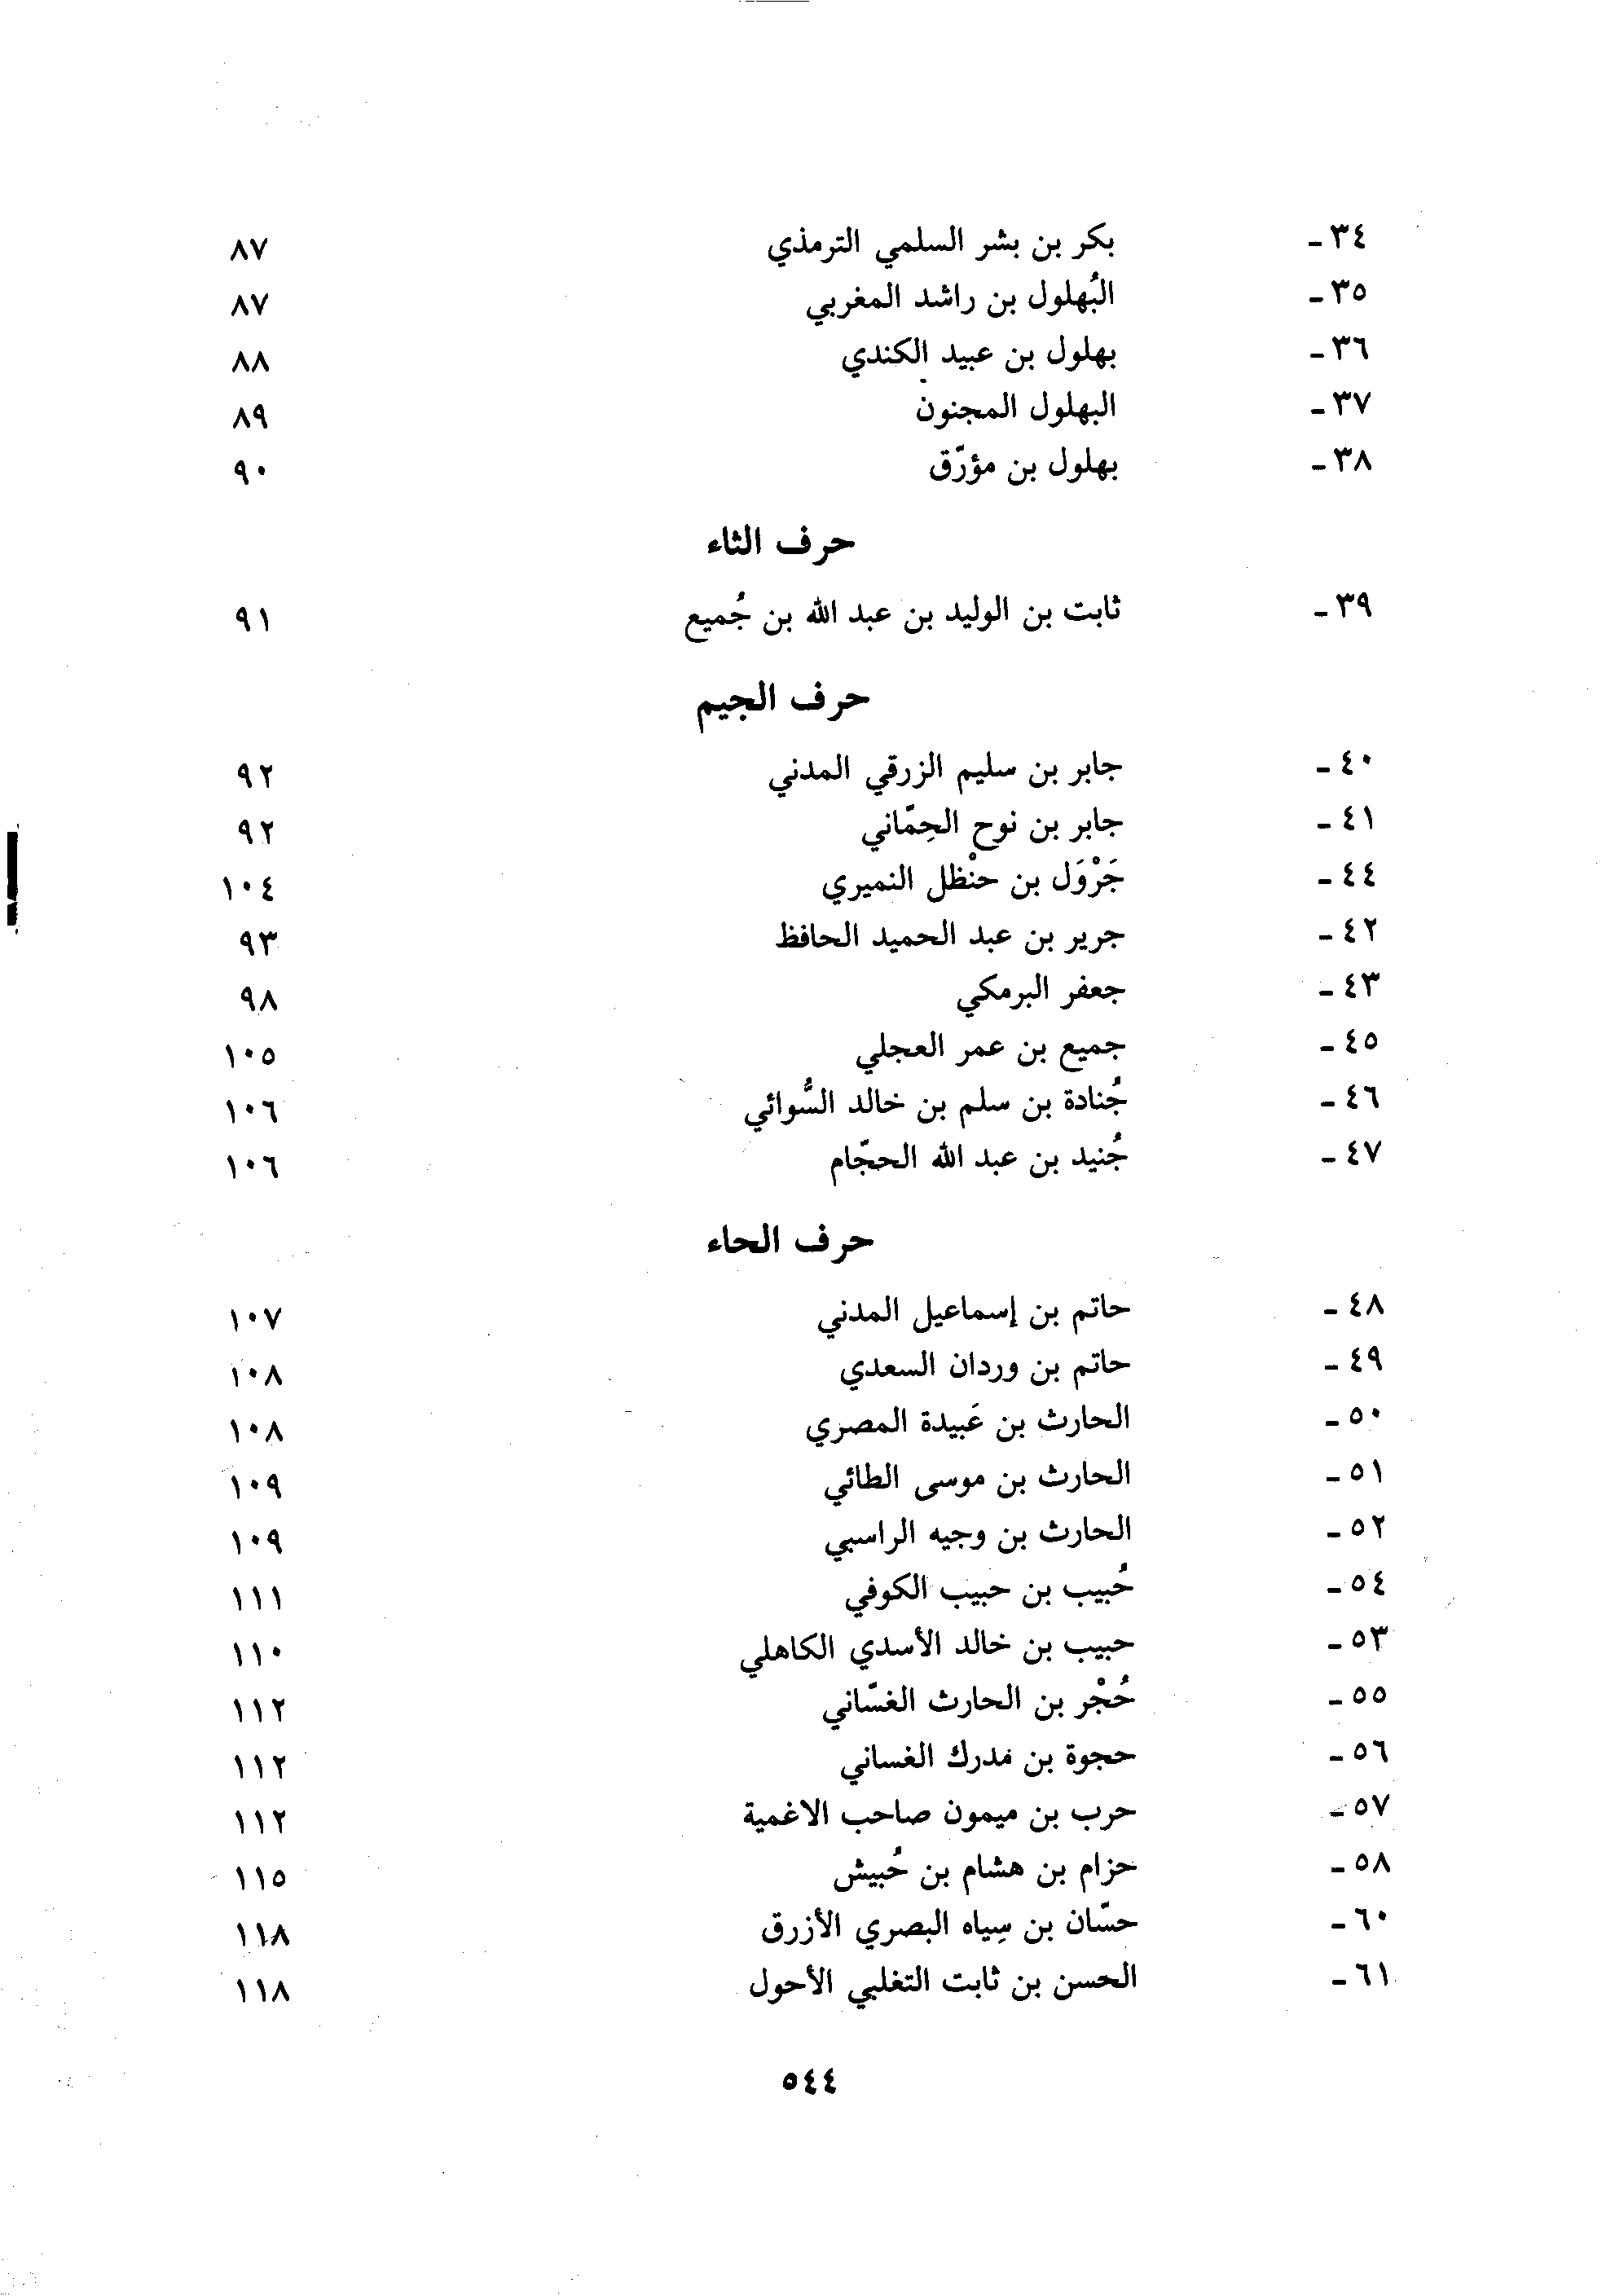 ٣٤ - بكر بن بشر السلمي الترمذي ٨٧
٣٥ - البُهلول بن راشد المغربي ٨٧
٣٦ - بهلول بن عبيد الكندي ٨٨
٣٧ - البهلول المجنون ٨٩
٣٨ - بهلول بن مؤرّق ٩٠
حرف الثاء
٣٩ - ثابت بن الوليد بن عبد الله بن جُميع ٩١
حرف الجيم
٤٠ - جابر بن سليم الزرقي المدني ٩٢
٤١ - جابر بن نوح الحِمّاني ٩٢
٤٤ - جَرْوَل بن حنْظل النميري ١٠٤
٤٢ - جرير بن عبد الحميد الحافظ ٩٣
٤٣ - جعفر البرمكي ٩٨
٤٥ - جميع بن عمر العجلي ١٠٥
٤٦ - جُنادة بن سلم بن خالد السُّوائي ١٠٦
٤٧ - جُنيد بن عبد الله الحجّام ١٠٦
حرف الحاء
٤٨ - حاتم بن إسماعيل المدني ١٠٧
٤٩ - حاتم بن وردان السعدي ١٠٨
٥٠ - الحارث بن عَبيدة المصري ١٠٨
٥١ - الحارث بن موسى الطائي ١٠٩
٥٢ - الحارث بن وجيه الراسبي ١٠٩
٥٤ - حُبيب بن حبيب الكوفي ١١١
٥٣ - حبيب بن خالد الأسدي الكاهلي ١١٠
٥٥ - حُجْر بن الحارث الغسّاني ١١٢
٥٦ - حجوة بن مدرك الغساني ١١٢
٥٧ - حرب بن ميمون صاحب الاغمية ١١٢
٥٨ - حزام بن هشام بن حُبيش ١١٥
٦٠ - حسّان بن سِياه البصري الأزرق ١١٨
٦١ - الحسن بن ثابت التغلبي الأحول ١١٨
٥٤٤